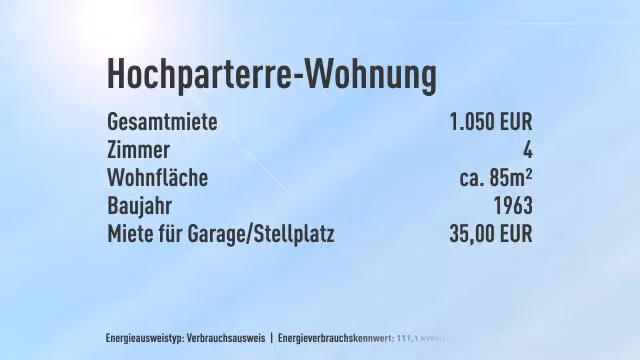 Hochparterre-Wohnung
Gesamtmiete 1.050 EUR
Zimmer 4
Wohnfläche ca. 85m²
Baujahr 1963
Miete für Garage/Stellplatz 35,00 EUR
Energieausweistyp: Verbrauchsausweis | Energieverbrauchskennwert: 111,1